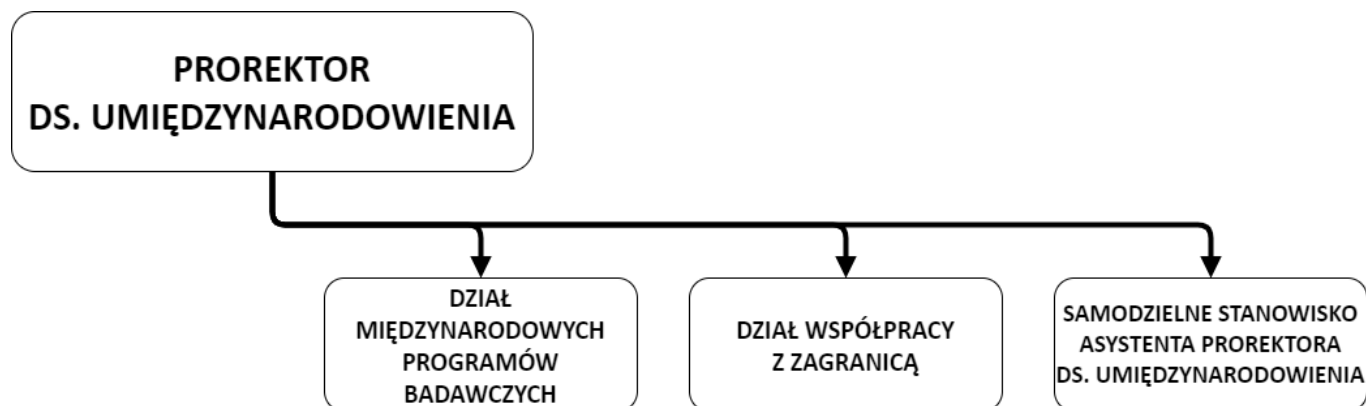 PROREKTOR
DS. UMIĘDZYNARODOWIENIA
DZIAŁ
MIĘDZYNARODOWYCH
PROGRAMÓW
BADAWCZYCH
DZIAŁ WSPÓŁPRACY
Z ZAGRANICĄ
SAMODZIELNE STANOWISKO
ASYSTENTA PROREKTORA
DS. UMIĘDZYNARODOWIENIA